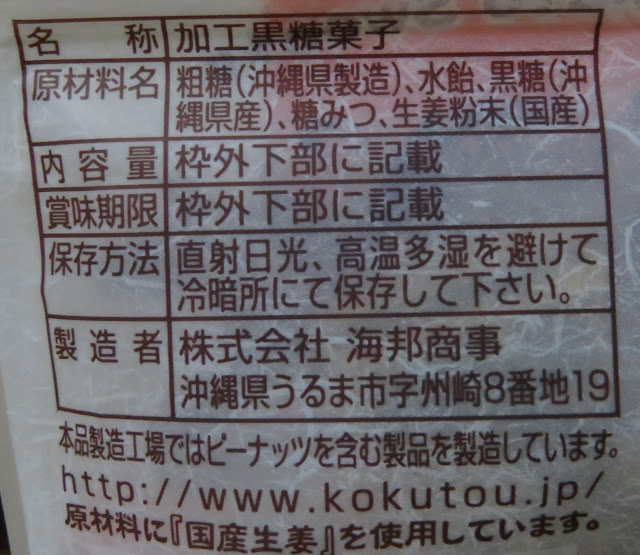 名称 加工黒糖菓子
原材料名 粗糖(沖縄県製造)、水飴、黒糖(沖
縄県産)、糖みつ、生姜粉末(国産)
内容量 枠外下部に記載
賞味期限 枠外下部に記載
保存方法 直射日光、高温多湿を避けて
冷暗所にて保存して下さい。
製造者 株式会社 海邦商事
沖縄県うるま市字州崎8番地19
本品製造工場ではピーナッツを含む製品を製造しています。
http://www.kokutou.jp/
原材料に『国産生姜』を使用しています。